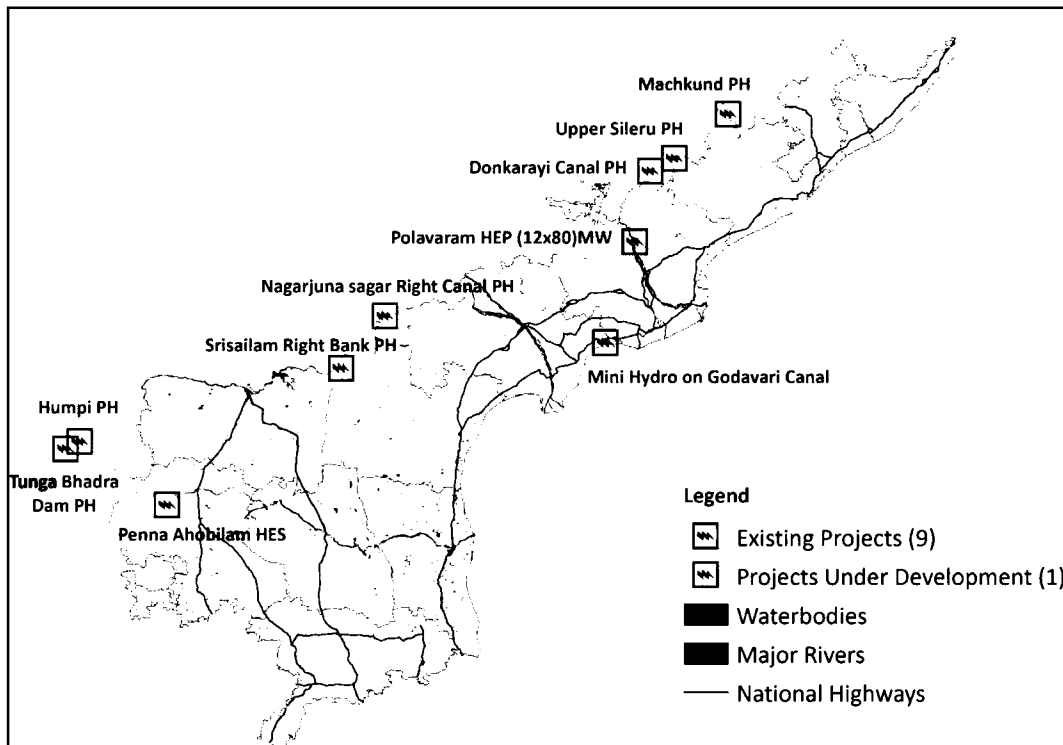 Machkund PH
Upper Sileru PH
Donkarayi Canal PH
Polavaram HEP (12x80)MW
Nagarjuna sagar Right Canal PH
Srisailam Right Bank PH
Mini Hydro on Godavari Canal
Humpi PH
Tunga Bhadra
Dam PH
Penna Ahobilam HES
Legend
Existing Projects (9)
Projects Under Development (1)
Waterbodies
Major Rivers
National Highways